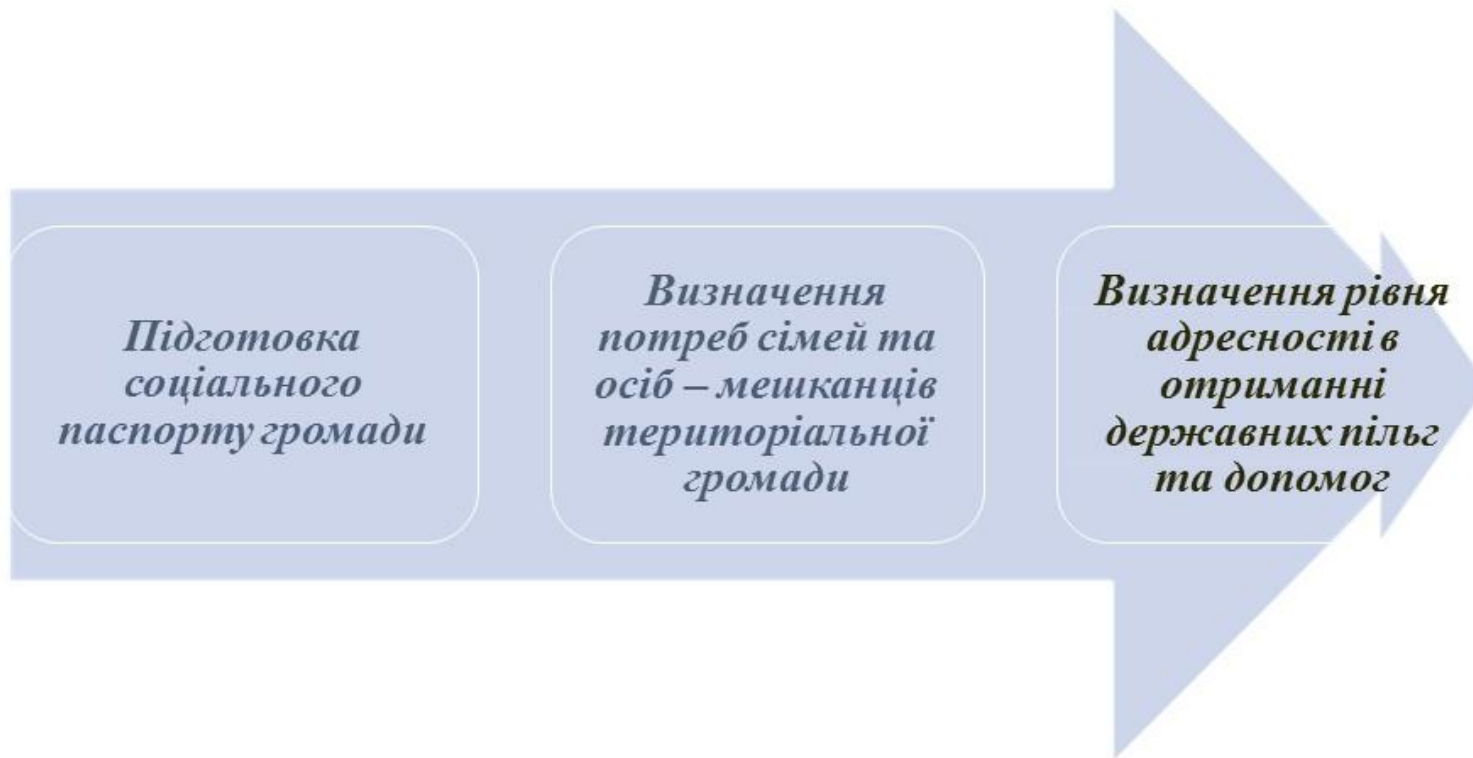 Підготовка
соціального
паспорту громади
Визначення
потреб сімей та
осіб – мешканців
територіальної
громади
Визначення рівня
адресності в
отриманні
державних пільг
та допомог